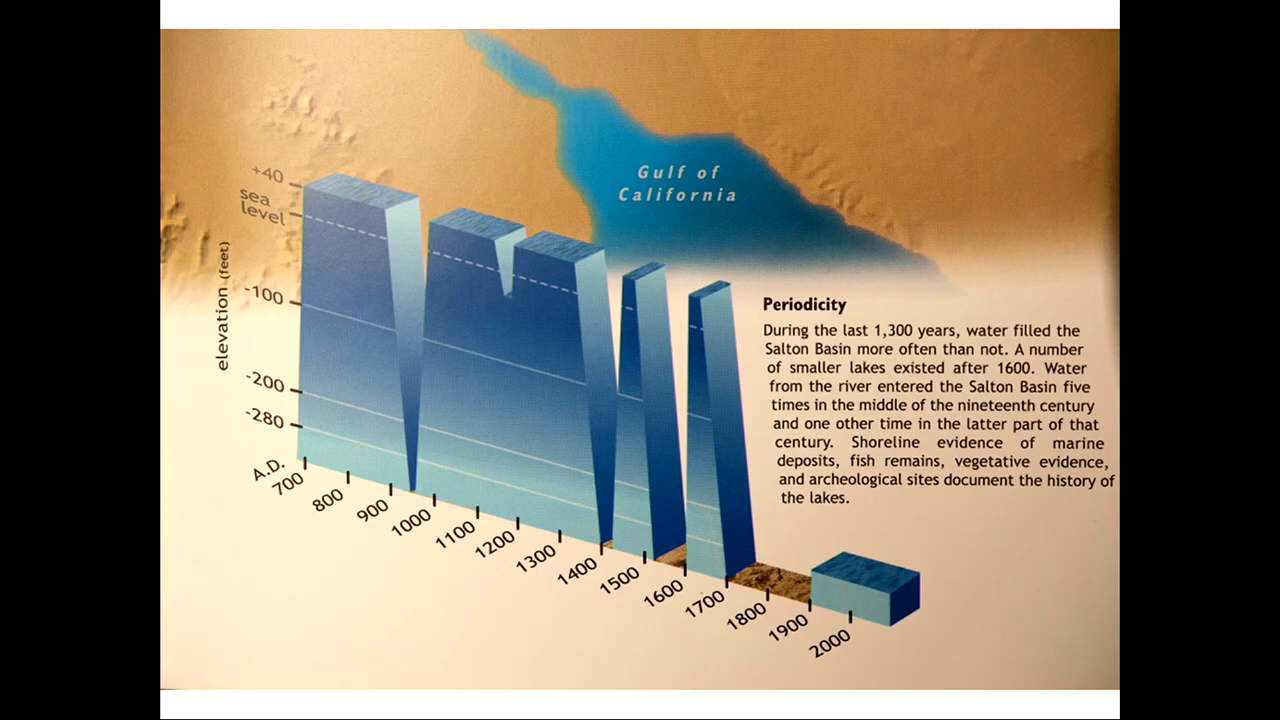 Gulf of
California
+40
sea
level
-100
-200
-280
elevation (feet)
A.D.
700
800
900
1000
1100
1200
1300
1400
1500
1600
1700
1800
1900
2000
Periodicity
During the last 1,300 years, water filled the
Salton Basin more often than not. A number
of smaller lakes existed after 1600. Water
from the river entered the Salton Basin five
times in the middle of the nineteenth century
and one other time in the latter part of that
century. Shoreline evidence of marine
deposits, fish remains, vegetative evidence,
and archeological sites document the history of
the lakes.